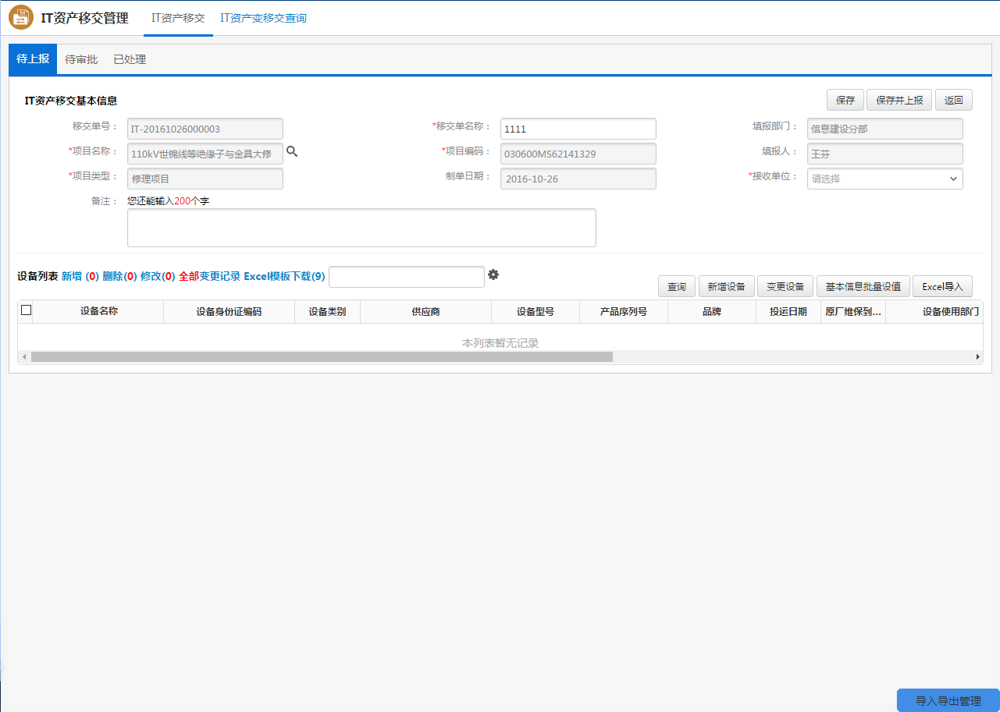 IT资产移交管理 IT资产移交 IT资产变移交查询
待上报 待审批 已处理
IT资产移交基本信息 保存 保存并上报 返回
移交单号： IT-20161026000003 *移交单名称： 1111 填报部门： 信息建设分部
*项目名称： 110kV世锦线等绝缘子与金具大修 *项目编码： 030600MS62141329 填报人： 王芬
*项目类型： 修理项目 制单日期： 2016-10-26 *接收单位： 请选择
备注： 您还能输入200个字
设备列表 新增 (0) 删除(0) 修改(0) 全部变更记录 Excel模板下载(9)
查询 新增设备 变更设备 基本信息批量设值 Excel导入
设备名称 设备身份证编码 设备类别 供应商 设备型号 产品序列号 品牌 投运日期 原厂维保到... 设备使用部门
本列表暂无记录
导入导出管理